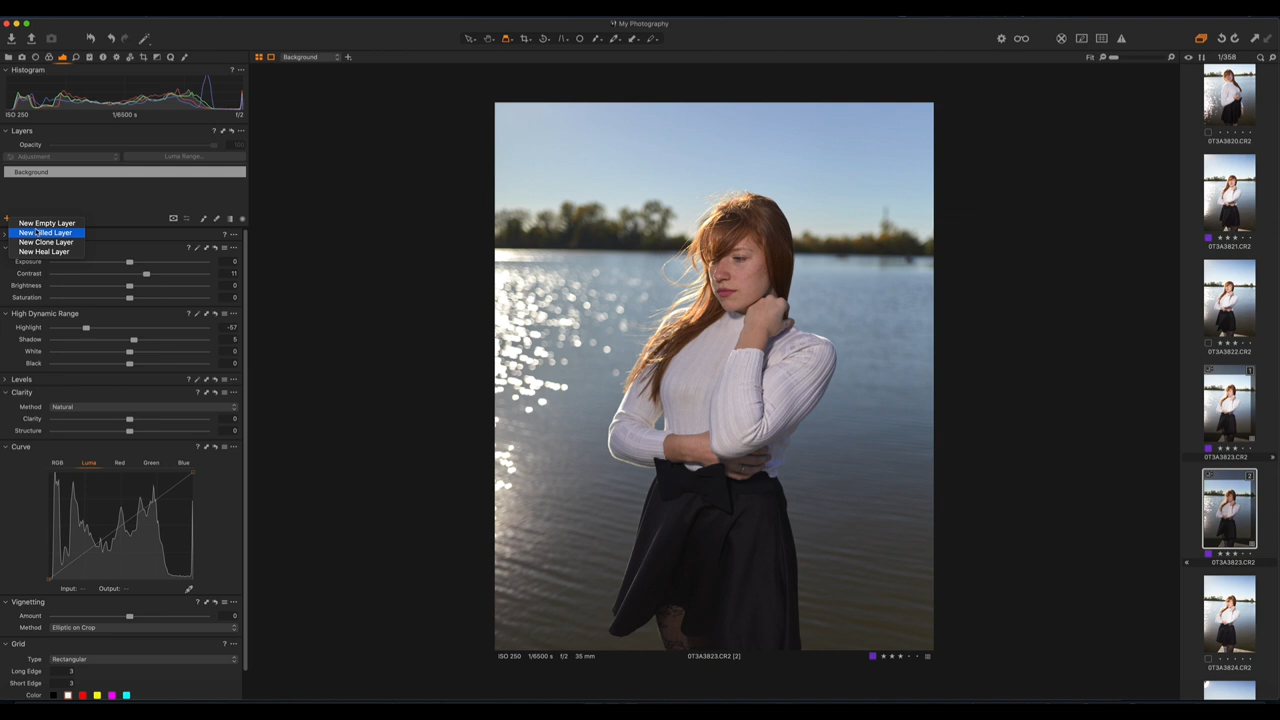 My Photography
Background
Fit
1/358
Histogram ?
ISO 250 1/6500 s f/2
Layers ?
Opacity 100
Adjustment Luma Range...
Background
New Empty Layer
New Filled Layer
New Clone Layer
New Heal Layer
?
?
Exposure 0
Contrast 11
Brightness 0
Saturation 0
High Dynamic Range ?
Highlight -57
Shadow 5
White 0
Black 0
Levels ?
Clarity ?
Method Natural
Clarity 0
Structure 0
Curve ?
RGB Luma Red Green Blue
Input: -- Output: --
Vignetting ?
Amount 0
Method Elliptic on Crop
Grid ?
Type Rectangular
Long Edge 3
Short Edge 3
Color
ISO 250 1/6500 s f/2 35 mm
0T3A3823.CR2 [2]
0T3A3820.CR2
0T3A3821.CR2
0T3A3822.CR2
1
0T3A3823.CR2
2
0T3A3823.CR2
0T3A3824.CR2